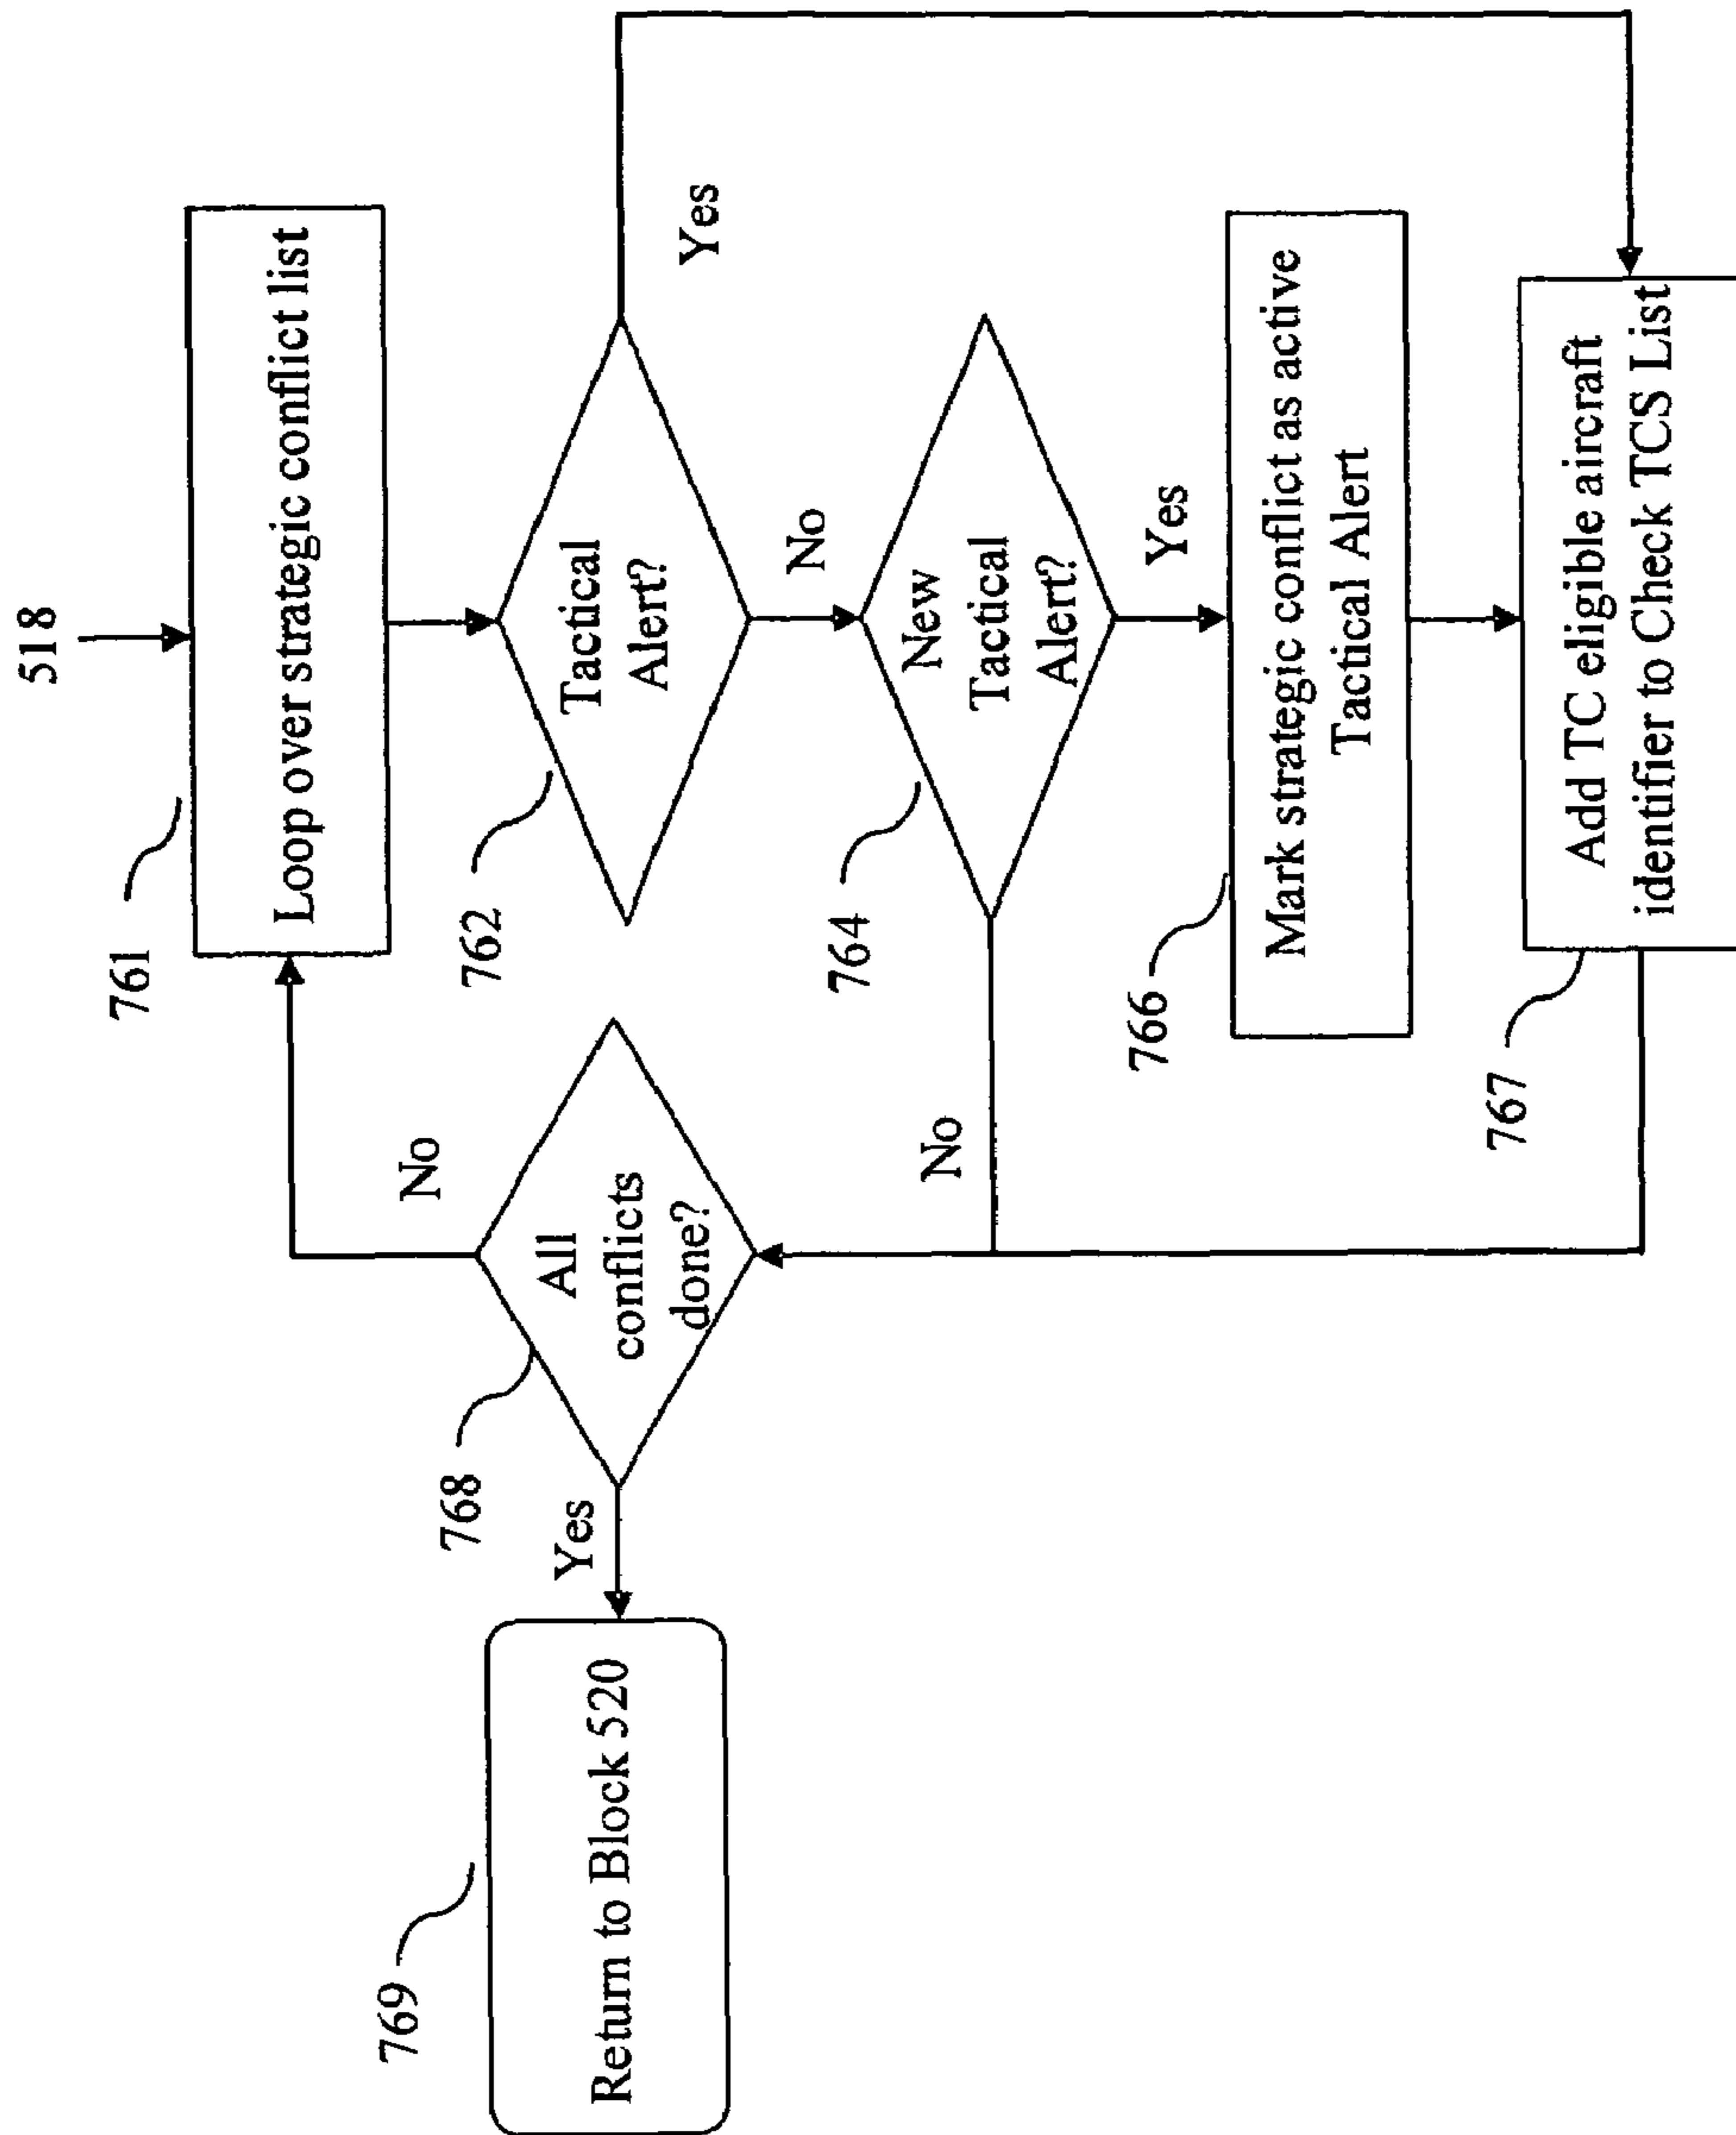 518
761
Loop over strategic conflict list
762
Tactical
Alert?
Yes
No
764
New
Tactical
Alert?
Yes
No
766
Mark strategic conflict as active
Tactical Alert
767
Add TC eligible aircraft
identifier to Check TCS List
768
All
conflicts
done?
No
Yes
769
Return to Block 520